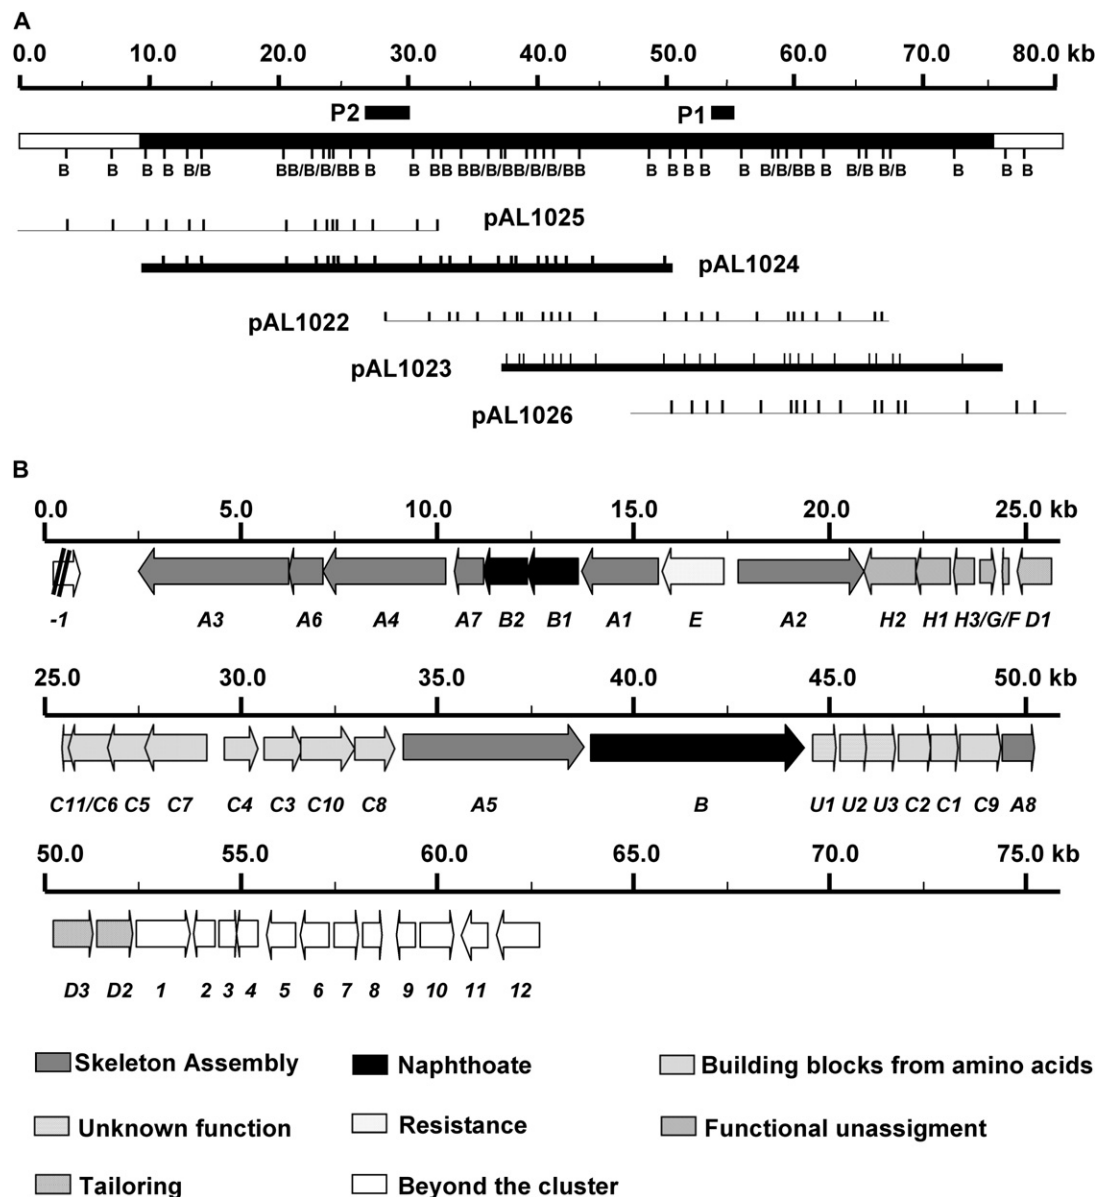 A
0.0 10.0 20.0 30.0 40.0 50.0 60.0 70.0 80.0 kb
P2 P1
B B B B B/B BB/B/B/BB B B BB BB/B/BB/B/B/BB B B B B B B/B/BB B B/B B/B B B B
pAL1025
pAL1024
pAL1022
pAL1023
pAL1026
B
0.0 5.0 10.0 15.0 20.0 25.0 kb
-1 A3 A6 A4 A7 B2 B1 A1 E A2 H2 H1 H3/G/F D1
25.0 30.0 35.0 40.0 45.0 50.0 kb
C11/C6 C5 C7 C4 C3 C10 C8 A5 B U1 U2 U3 C2 C1 C9 A8
50.0 55.0 60.0 65.0 70.0 75.0 kb
D3 D2 1 2 3 4 5 6 7 8 9 10 11 12
Skeleton Assembly Naphthoate Building blocks from amino acids
Unknown function Resistance Functional unassigment
Tailoring Beyond the cluster